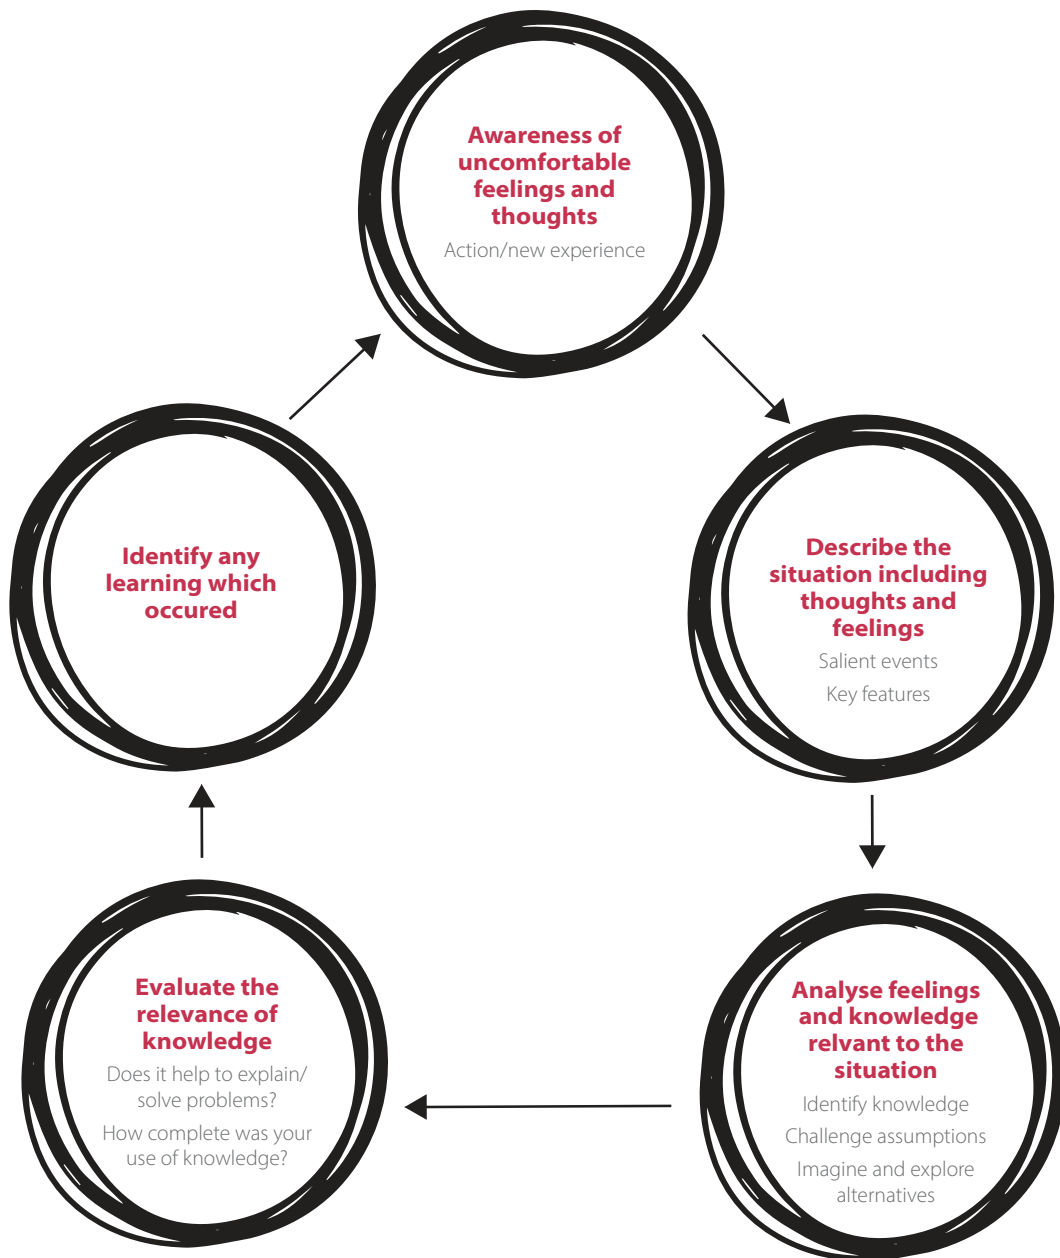 Awareness of
uncomfortable
feelings and
thoughts
Action/new experience
Describe the
situation including
thoughts and
feelings
Salient events
Key features
Analyse feelings
and knowledge
relvant to the
situation
Identify knowledge
Challenge assumptions
Imagine and explore
alternatives
Evaluate the
relevance of
knowledge
Does it help to explain/
solve problems?
How complete was your
use of knowledge?
Identify any
learning which
occured